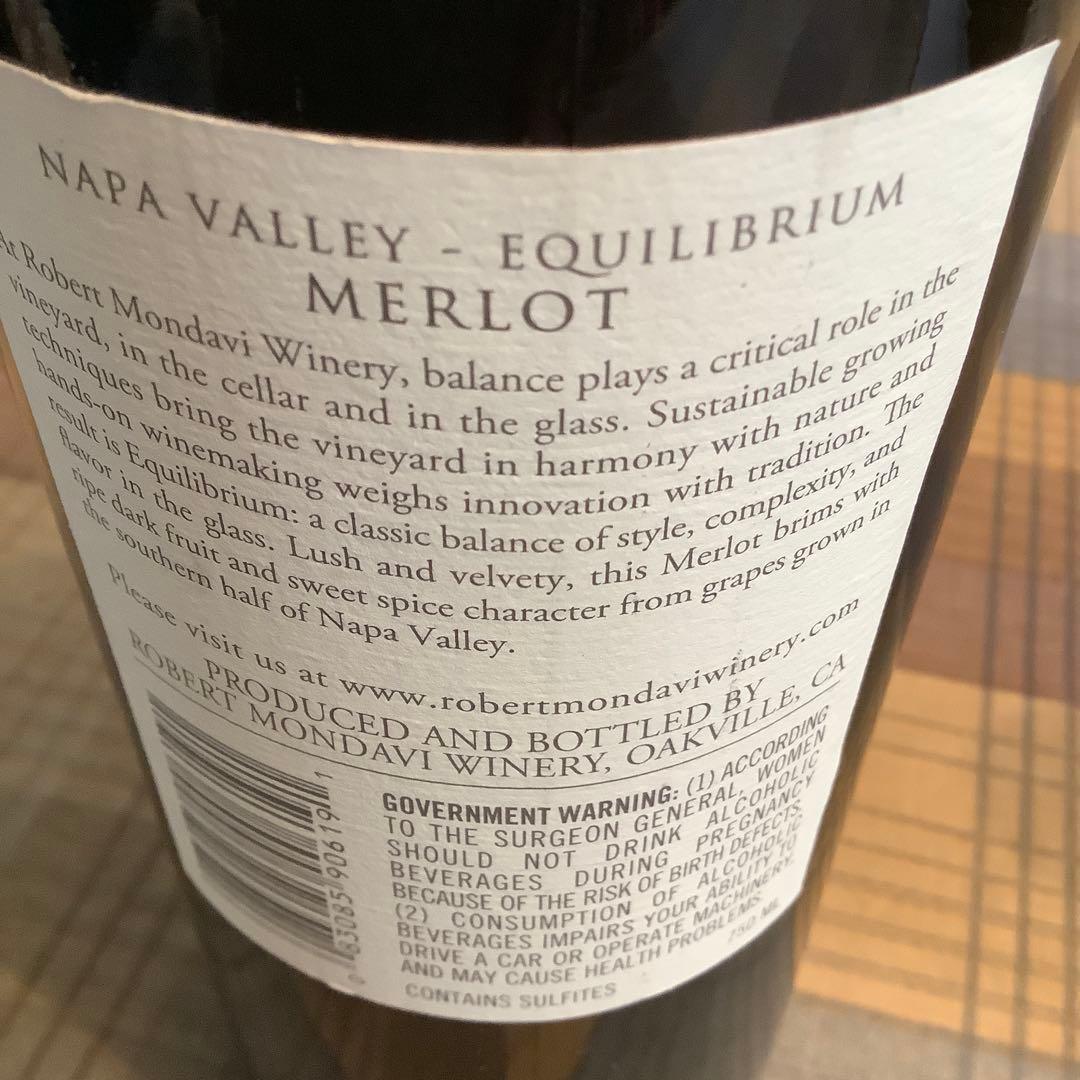 NAPA VALLEY - EQUILIBRIUM
MERLOT
At Robert Mondavi Winery, balance plays a critical role in the
vineyard, in the cellar and in the glass. Sustainable growing
techniques bring the vineyard in harmony with nature and
hands-on winemaking weighs innovation with tradition. The
result is Equilibrium: a classic balance of style, complexity, and
flavor in the glass. Lush and velvety, this Merlot brims with
ripe dark fruit and sweet spice character from grapes grown in
the southern half of Napa Valley.
Please visit us at www.robertmondaviwinery.com
PRODUCED AND BOTTLED BY
ROBERT MONDAVI WINERY, OAKVILLE, CA
0 83085 90619 1
GOVERNMENT WARNING: (1) ACCORDING
TO THE SURGEON GENERAL, WOMEN
SHOULD NOT DRINK ALCOHOLIC
BEVERAGES DURING PREGNANCY
BECAUSE OF THE RISK OF BIRTH DEFECTS.
(2) CONSUMPTION OF ALCOHOLIC
BEVERAGES IMPAIRS YOUR ABILITY TO
DRIVE A CAR OR OPERATE MACHINERY,
AND MAY CAUSE HEALTH PROBLEMS.
CONTAINS SULFITES
750 ML